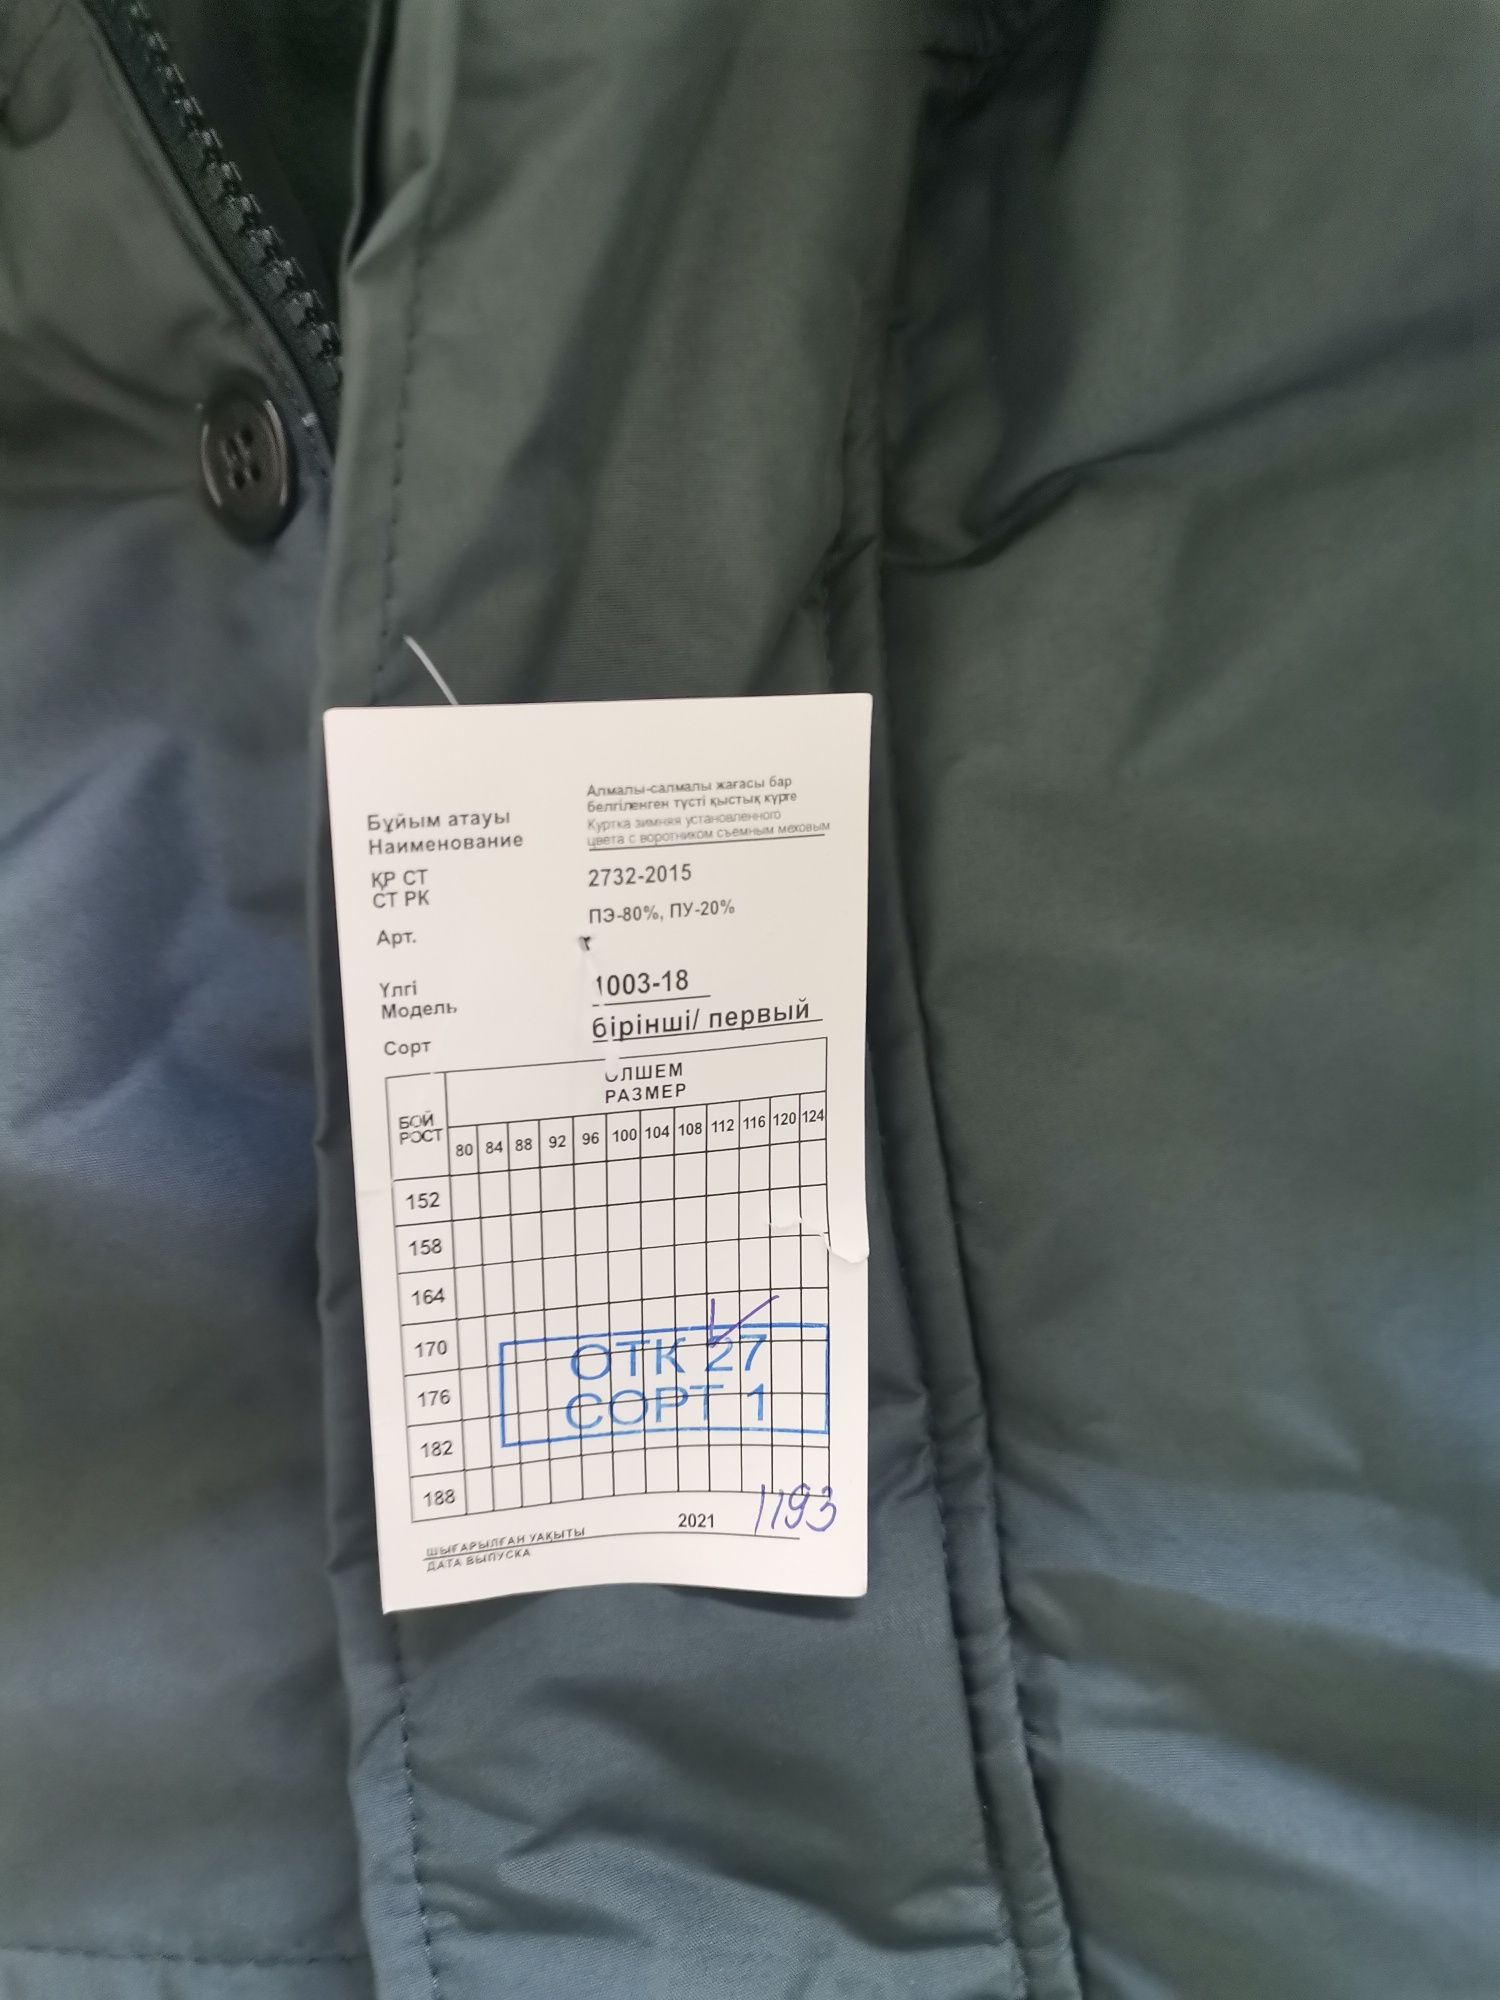 Бұйым атауы
Наименование
Алмалы-салмалы жағасы бар
белгіленген түсті қыстық күрте
Куртка зимняя установленного
цвета с воротником съемным меховым
ҚР СТ
СТ РК
2732-2015
Арт.
ПЭ-80%, ПУ-20%
Үлгі
Модель
1003-18
Сорт
бірінші/ первый
БОЙ
РОСТ
ӨЛШЕМ
РАЗМЕР
80 84 88 92 96 100 104 108 112 116 120 124
152
158
164
170
176
182
188
ОТК 27
СОРТ 1
ШЫҒАРЫЛҒАН УАҚЫТЫ
ДАТА ВЫПУСКА
2021
1193